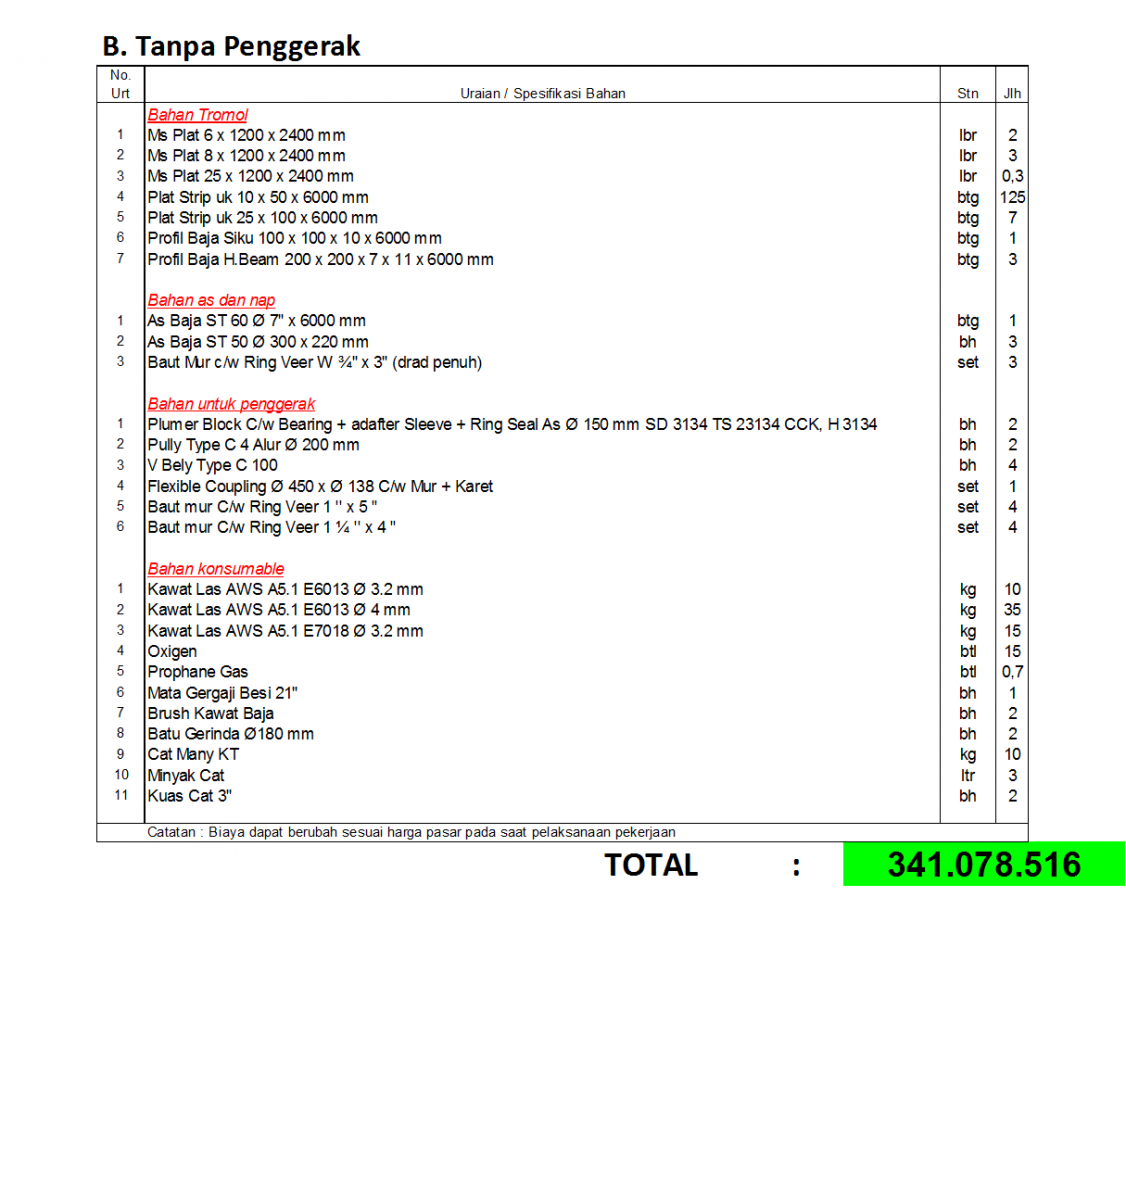 B. Tanpa Penggerak
No. Urt Uraian / Spesifikasi Bahan Stn Jlh
Bahan Tromol
1 Ms Plat 6 x 1200 x 2400 mm lbr 2
2 Ms Plat 8 x 1200 x 2400 mm lbr 3
3 Ms Plat 25 x 1200 x 2400 mm lbr 0,3
4 Plat Strip uk 10 x 50 x 6000 mm btg 125
5 Plat Strip uk 25 x 100 x 6000 mm btg 7
6 Profil Baja Siku 100 x 100 x 10 x 6000 mm btg 1
7 Profil Baja H.Beam 200 x 200 x 7 x 11 x 6000 mm btg 3
Bahan as dan nap
1 As Baja ST 60 Ø 7" x 6000 mm btg 1
2 As Baja ST 50 Ø 300 x 220 mm bh 3
3 Baut Mur c/w Ring Veer W ¾" x 3" (drad penuh) set 3
Bahan untuk penggerak
1 Plumer Block C/w Bearing + adafter Sleeve + Ring Seal As Ø 150 mm SD 3134 TS 23134 CCK, H 3134 bh 2
2 Pully Type C 4 Alur Ø 200 mm bh 2
3 V Bely Type C 100 bh 4
4 Flexible Coupling Ø 450 x Ø 138 C/w Mur + Karet set 1
5 Baut mur C/w Ring Veer 1 " x 5 " set 4
6 Baut mur C/w Ring Veer 1 ¼ " x 4 " set 4
Bahan konsumable
1 Kawat Las AWS A5.1 E6013 Ø 3.2 mm kg 10
2 Kawat Las AWS A5.1 E6013 Ø 4 mm kg 35
3 Kawat Las AWS A5.1 E7018 Ø 3.2 mm kg 15
4 Oxigen btl 15
5 Prophane Gas btl 0,7
6 Mata Gergaji Besi 21" bh 1
7 Brush Kawat Baja bh 2
8 Batu Gerinda Ø180 mm bh 2
9 Cat Many KT kg 10
10 Minyak Cat ltr 3
11 Kuas Cat 3" bh 2
Catatan : Biaya dapat berubah sesuai harga pasar pada saat pelaksanaan pekerjaan
TOTAL : 341.078.516